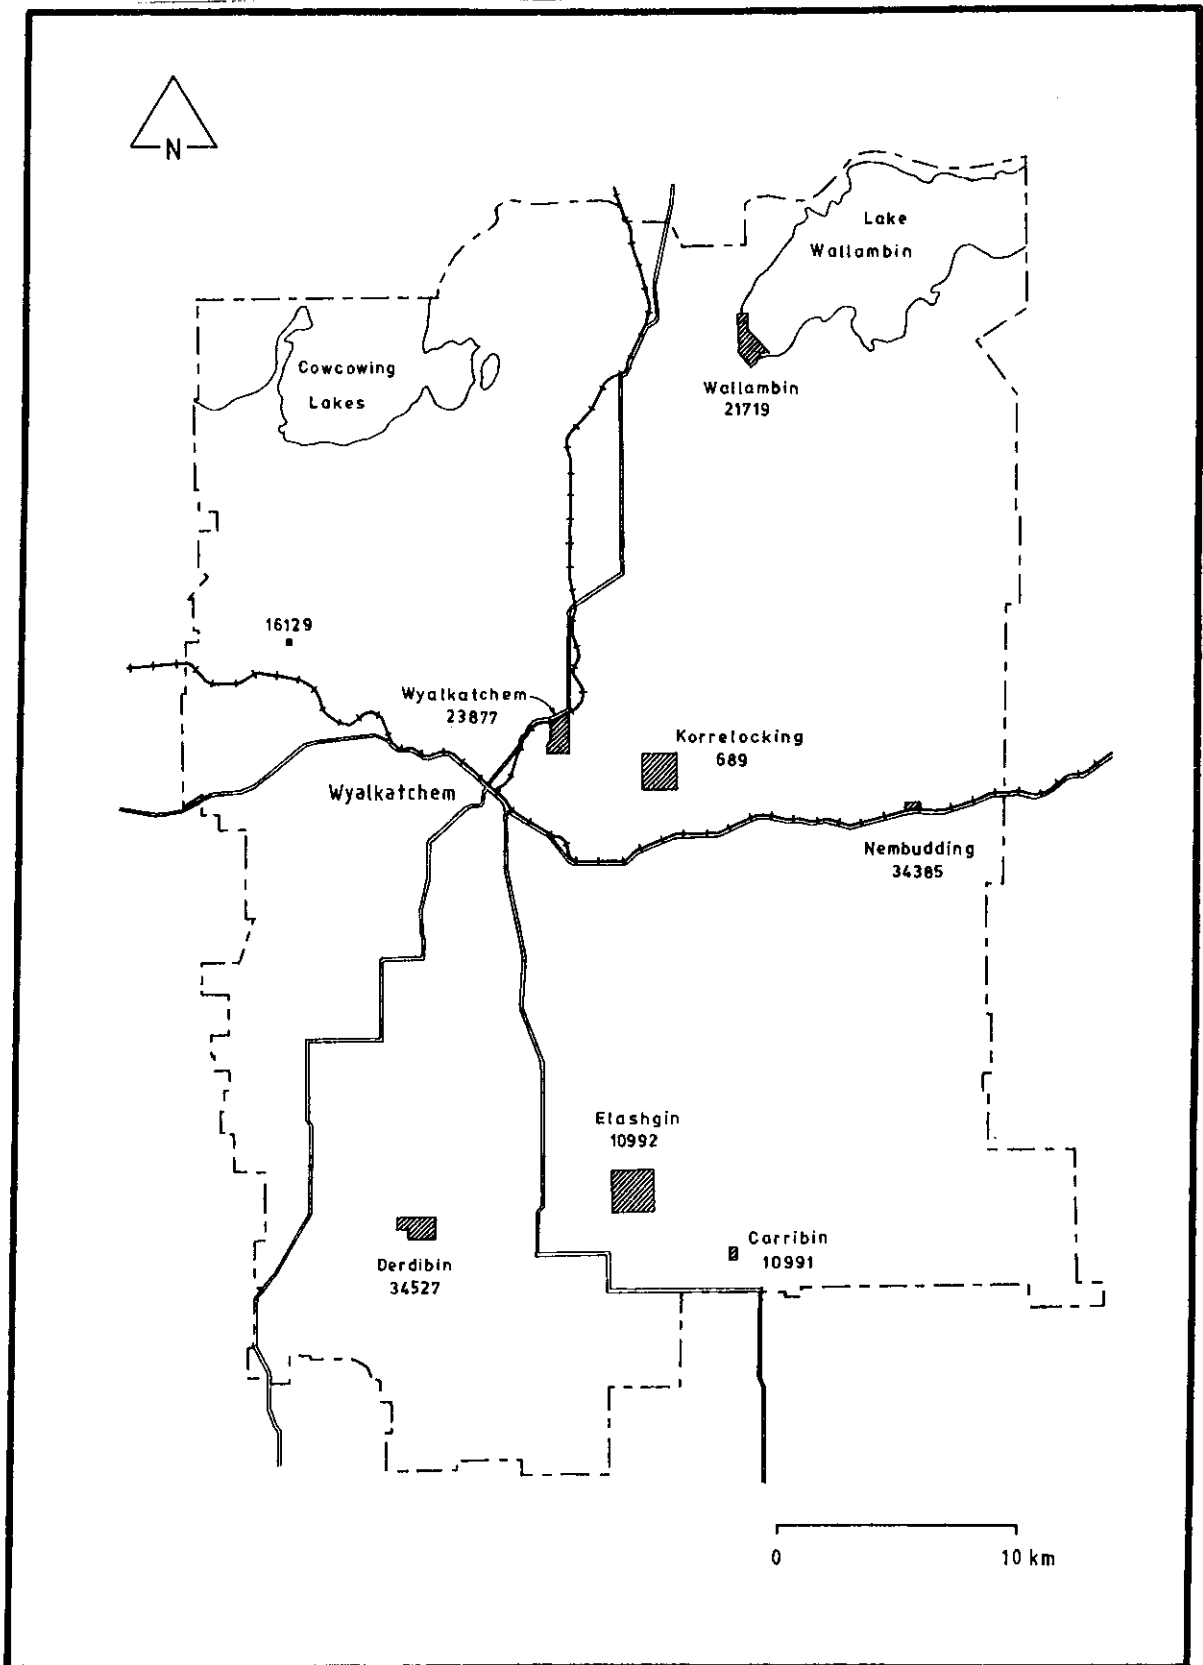 N
Lake
Wallambin
Cowcowing
Lakes
Wallambin
21719
16129
Wyalkatchem
23877
Korrelocking
689
Wyalkatchem
Nembudding
34385
Elashgin
10992
Derdibin
34527
Carribin
10991
0 10 km